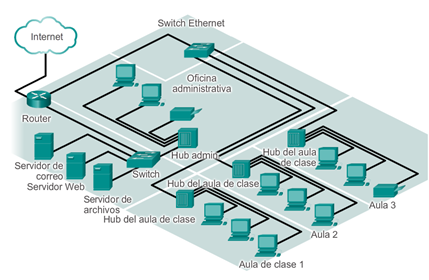 Switch Ethernet
Internet
Oficina
administrativa
Router
Hub admin.
Hub del aula
de clase
Servidor de
correo
Servidor Web
Switch
Hub del aula de clase
Servidor de
archivos
Hub del aula de clase
Aula 3
Aula 2
Aula de clase 1